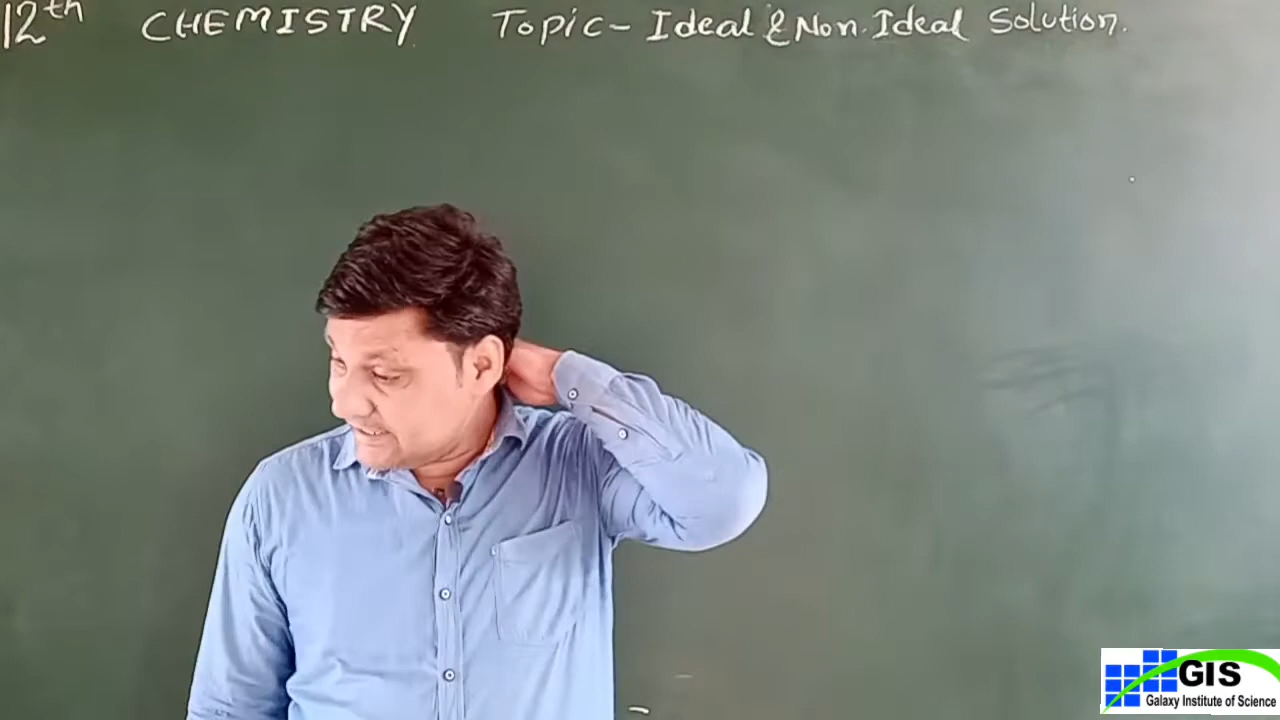 12th CHEMISTRY Topic - Ideal & Non. Ideal Solution.
GIS
Galaxy Institute of Science